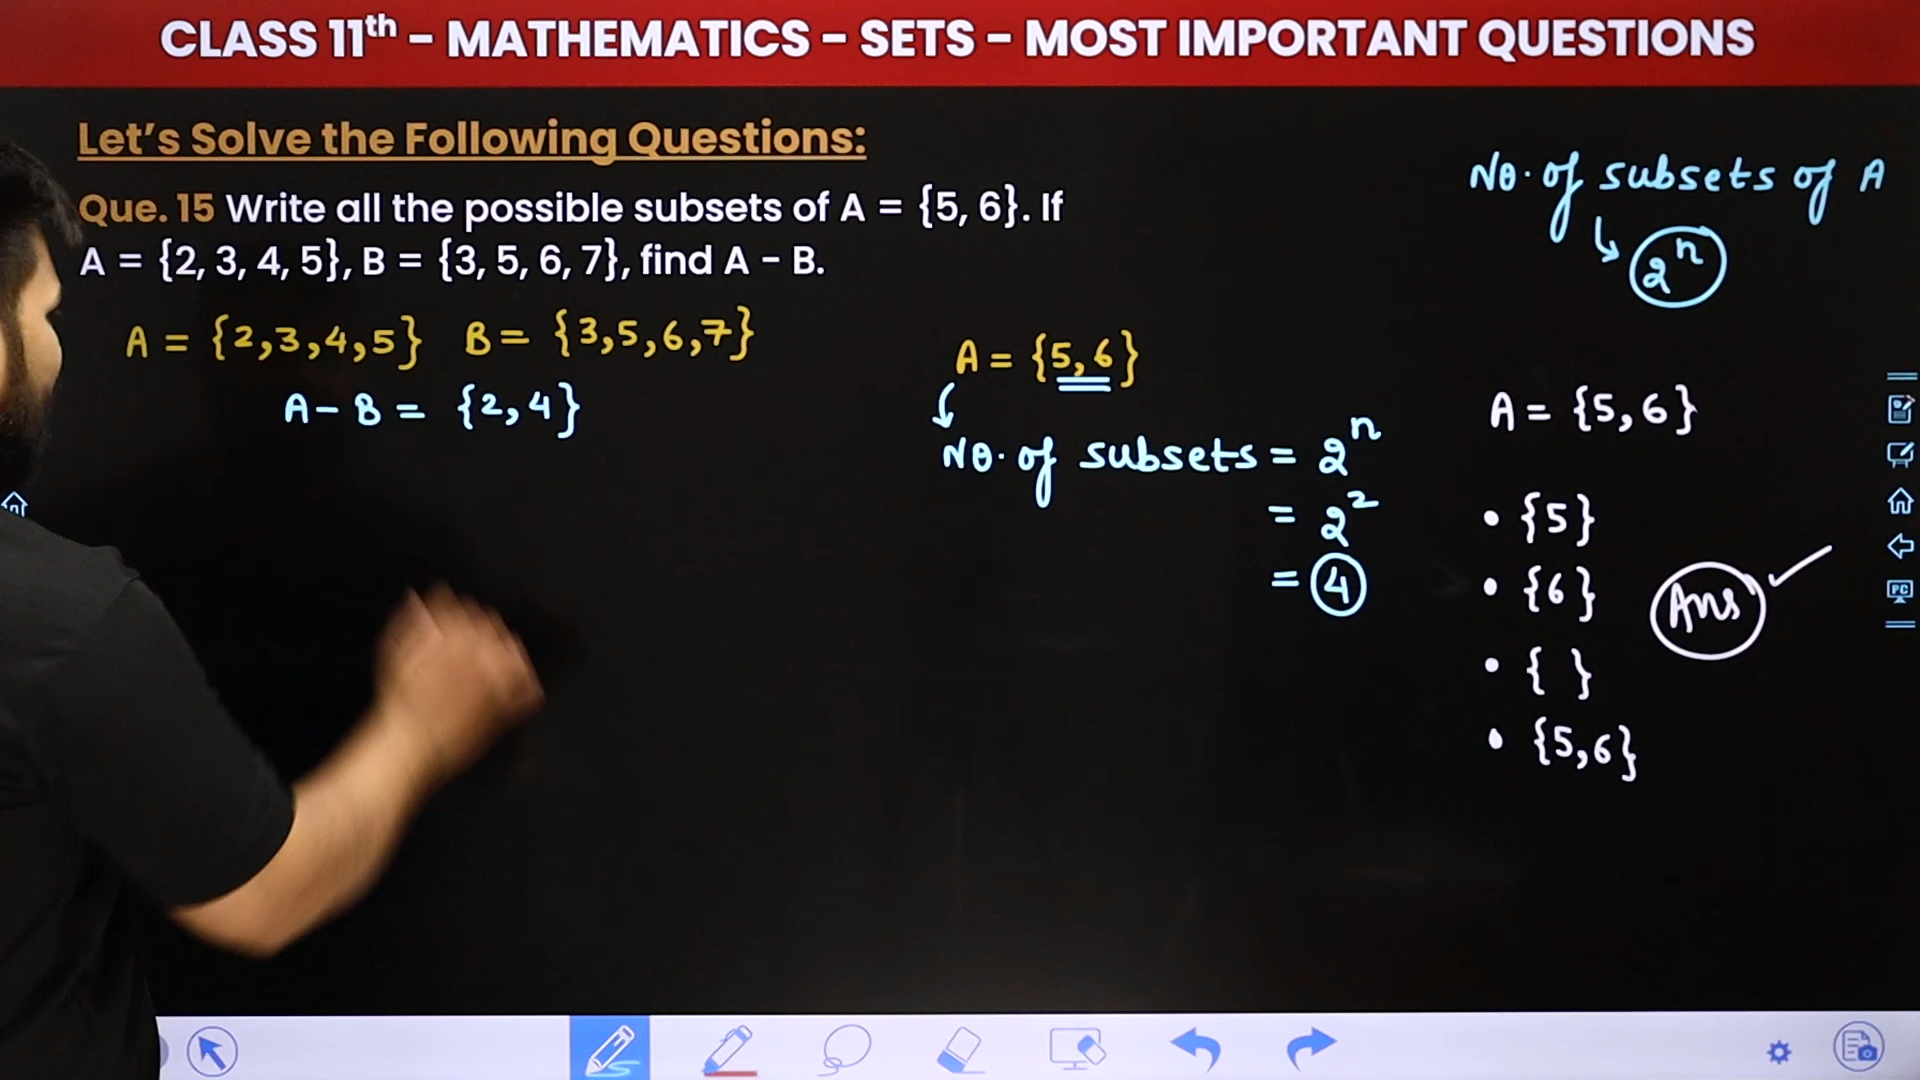 CLASS 11th - MATHEMATICS - SETS - MOST IMPORTANT QUESTIONS
Let's Solve the Following Questions:
Que. 15 Write all the possible subsets of A = {5, 6}. If
A = {2, 3, 4, 5}, B = {3, 5, 6, 7}, find A - B.
A = {2,3,4,5} B = {3,5,6,7}
A - B = {2,4}
A = {5,6}
No. of subsets = 2^n
= 2^2
= 4
No. of subsets of A
↳ 2^n
A = {5,6}
• {5}
• {6}
• { }
• {5,6}
Ans ✓
PC